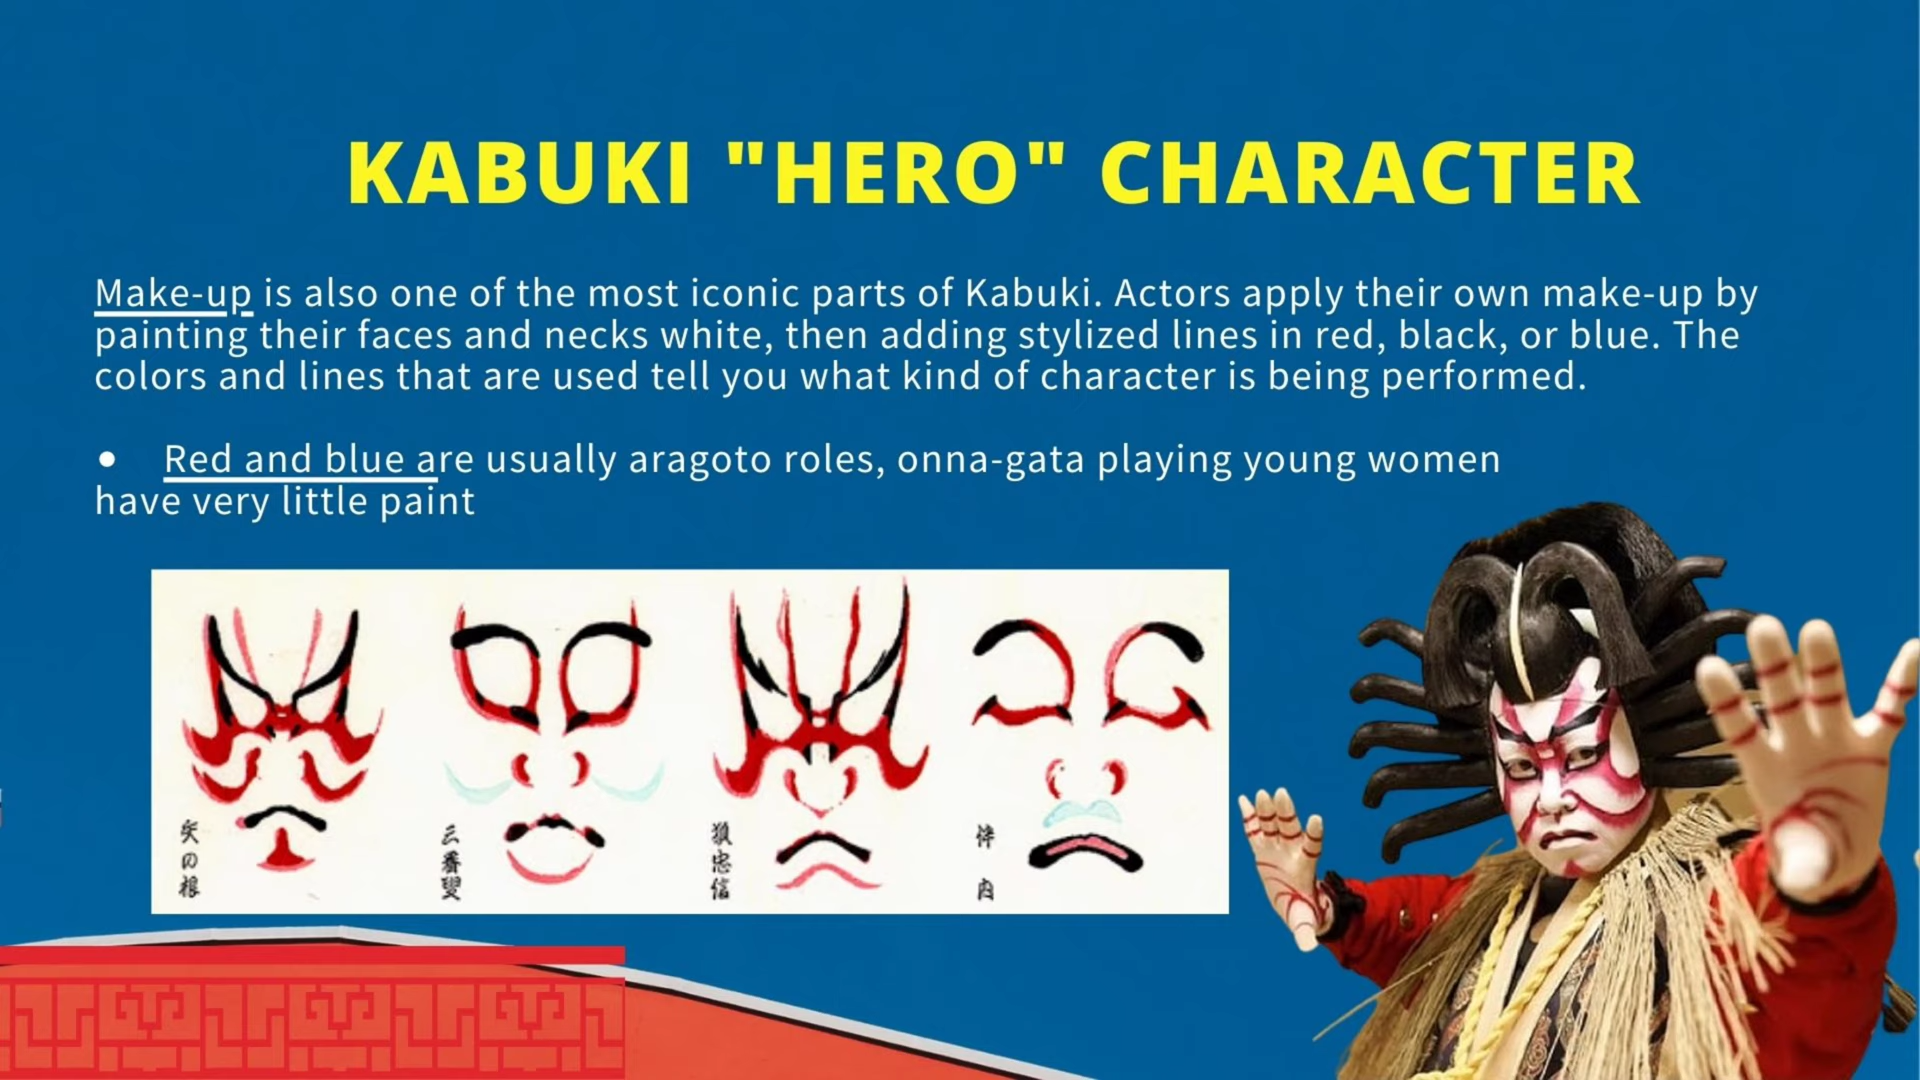 KABUKI "HERO" CHARACTER
Make-up is also one of the most iconic parts of Kabuki. Actors apply their own make-up by
painting their faces and necks white, then adding stylized lines in red, black, or blue. The
colors and lines that are used tell you what kind of character is being performed.
• Red and blue are usually aragoto roles, onna-gata playing young women
have very little paint
矢の根
三番叟
狐忠信
伴内